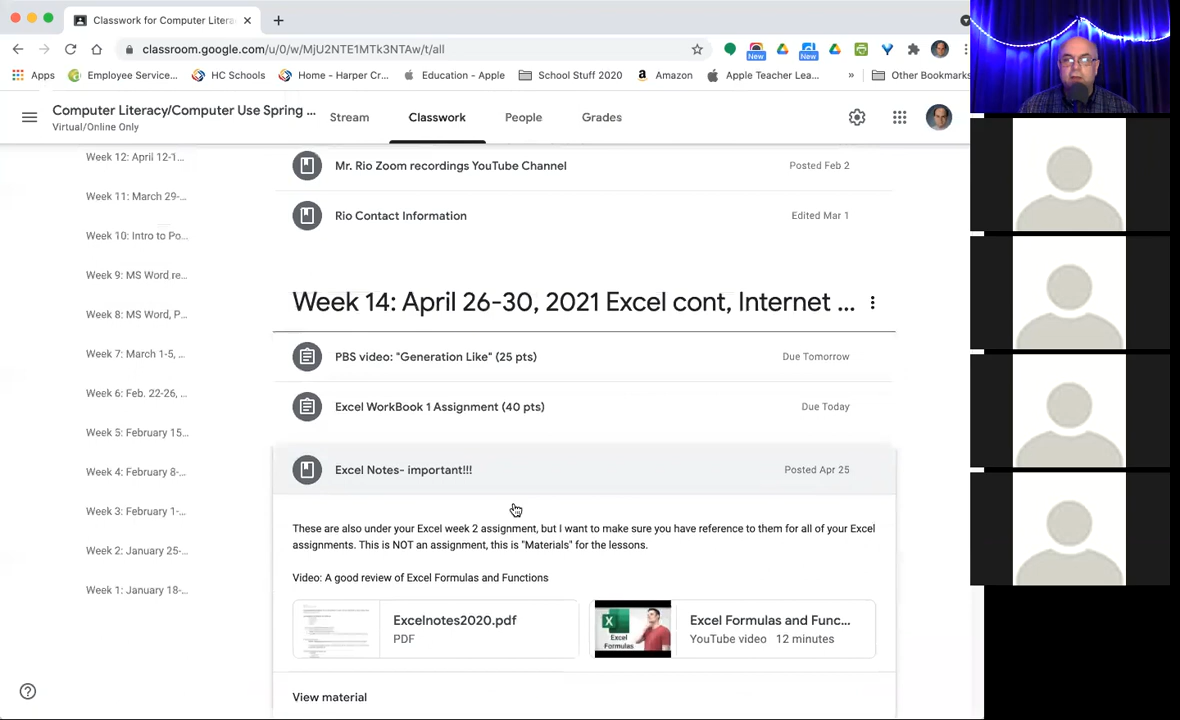 Classwork for Computer Litera
classroom.google.com/u/0/w/MjU2NTE1MTk3NTAw/t/all
New
New
Apps
Employee Service...
HC Schools
Home - Harper Cr...
Education - Apple
School Stuff 2020
Amazon
Apple Teacher Lea...
»
Other Bookmarks
Computer Literacy/Computer Use Spring ...
Virtual/Online Only
Stream
Classwork
People
Grades
Week 12: April 12-1...
Week 11: March 29-...
Week 10: Intro to Po...
Week 9: MS Word re...
Week 8: MS Word, P...
Week 7: March 1-5, ...
Week 6: Feb. 22-26, ...
Week 5: February 15...
Week 4: February 8-...
Week 3: February 1-...
Week 2: January 25-...
Week 1: January 18-...
Mr. Rio Zoom recordings YouTube Channel
Posted Feb 2
Rio Contact Information
Edited Mar 1
Week 14: April 26-30, 2021 Excel cont, Internet ...
PBS video: "Generation Like" (25 pts)
Due Tomorrow
Excel WorkBook 1 Assignment (40 pts)
Due Today
Excel Notes- important!!!
Posted Apr 25
These are also under your Excel week 2 assignment, but I want to make sure you have reference to them for all of your Excel
assignments. This is NOT an assignment, this is "Materials" for the lessons.
Video: A good review of Excel Formulas and Functions
Excelnotes2020.pdf
PDF
Excel
Formulas
Excel Formulas and Func...
YouTube video 12 minutes
View material